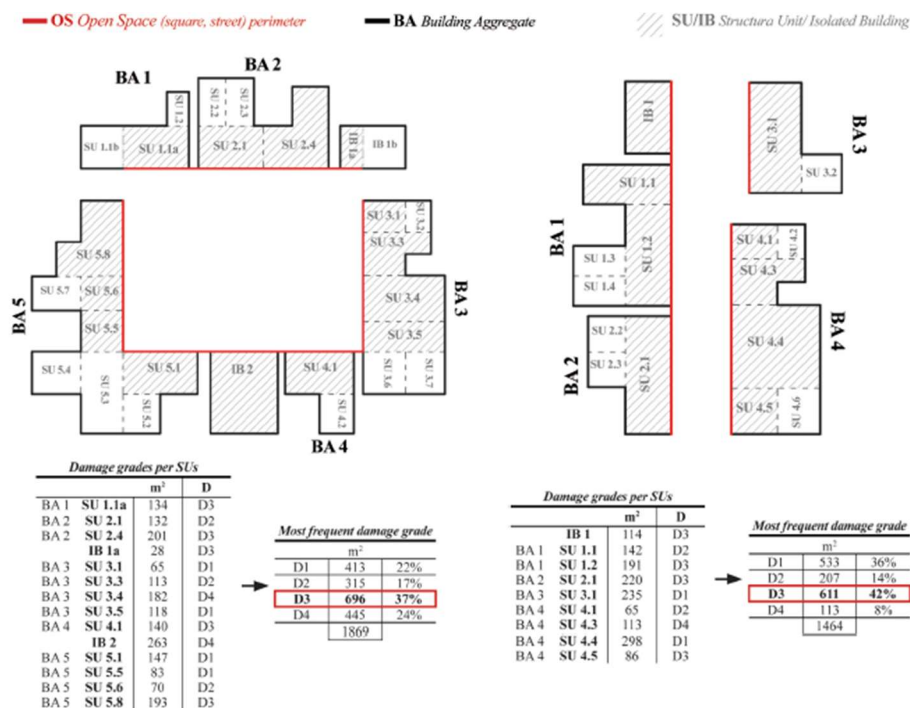 OS Open Space (square, street) perimeter
BA Building Aggregate
SU/IB Structura Unit/ Isolated Building
BA 1
BA 2
SU 1.1b
SU 1.1a
SU 1.2
SU 2.2
SU 2.3
SU 2.1
SU 2.4
IB 1a
IB 1b
SU 5.8
SU 5.7
SU 5.6
SU 5.5
SU 5.4
SU 5.3
SU 5.1
SU 5.2
BA 5
IB 2
SU 4.1
SU 4.2
BA 4
SU 3.1
SU 3.2
SU 3.3
SU 3.4
SU 3.5
SU 3.6
SU 3.7
BA 3
IB 1
SU 1.1
SU 1.2
SU 1.3
SU 1.4
BA 1
SU 2.2
SU 2.3
SU 2.1
BA 2
SU 3.1
SU 3.2
BA 3
SU 4.1
SU 4.2
SU 4.3
SU 4.4
SU 4.5
SU 4.6
BA 4
Damage grades per SUs
m² D
BA 1 SU 1.1a 134 D3
BA 2 SU 2.1 132 D2
BA 2 SU 2.4 201 D3
IB 1a 28 D3
BA 3 SU 3.1 65 D1
BA 3 SU 3.3 113 D2
BA 3 SU 3.4 182 D4
BA 3 SU 3.5 118 D1
BA 4 SU 4.1 140 D3
IB 2 263 D4
BA 5 SU 5.1 147 D1
BA 5 SU 5.5 83 D1
BA 5 SU 5.6 70 D2
BA 5 SU 5.8 193 D3
Most frequent damage grade
m²
D1 413 22%
D2 315 17%
D3 696 37%
D4 445 24%
1869
Damage grades per SUs
m² D
IB 1 114 D3
BA 1 SU 1.1 142 D2
BA 1 SU 1.2 191 D3
BA 2 SU 2.1 220 D3
BA 3 SU 3.1 235 D1
BA 4 SU 4.1 65 D2
BA 4 SU 4.3 113 D4
BA 4 SU 4.4 298 D1
BA 4 SU 4.5 86 D3
Most frequent damage grade
m²
D1 533 36%
D2 207 14%
D3 611 42%
D4 113 8%
1464